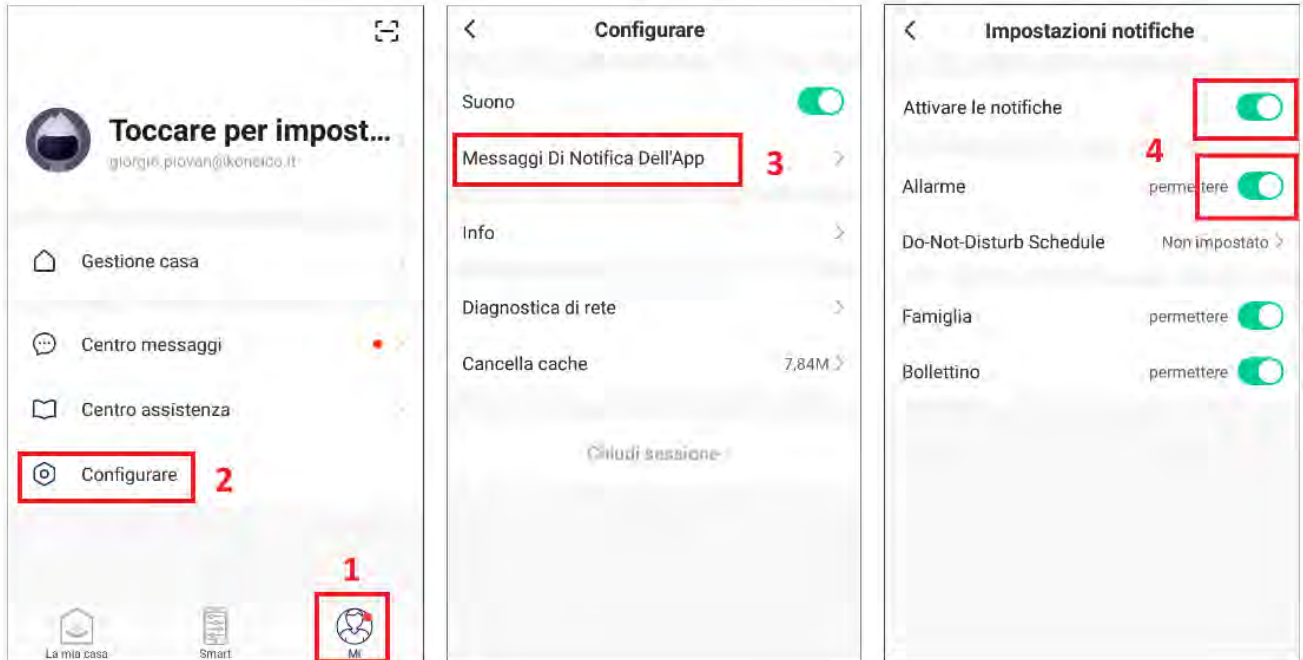 Toccare per impost...
giorgio.piovan@ikoneico.it
Gestione casa
Centro messaggi
Centro assistenza
Configurare
2
1
La mia casa
Smart
Mi
Configurare
Suono
Messaggi Di Notifica Dell'App
3
Info
Diagnostica di rete
Cancella cache 7,84M
Chiudi sessione
Impostazioni notifiche
Attivare le notifiche
4
Allarme permettere
Do-Not-Disturb Schedule Non impostato
Famiglia permettere
Bollettino permettere